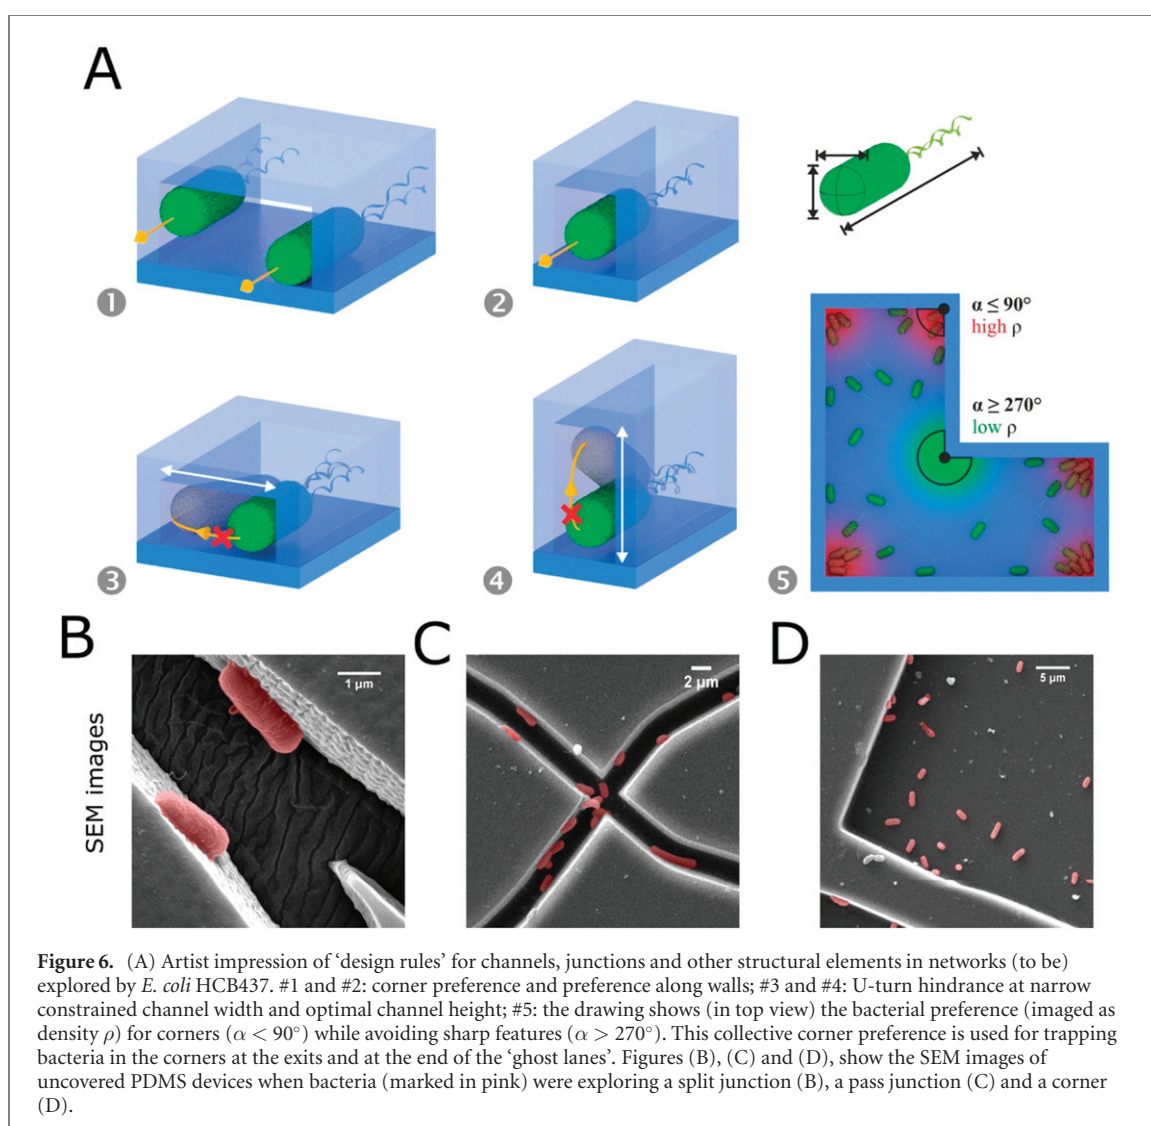 A
1
2
α ≤ 90°
high ρ
α ≥ 270°
low ρ
3
4
5
B
C
D
SEM images
1 μm
2 μm
5 μm
Figure 6. (A) Artist impression of ‘design rules’ for channels, junctions and other structural elements in networks (to be)
explored by E. coli HCB437. #1 and #2: corner preference and preference along walls; #3 and #4: U-turn hindrance at narrow
constrained channel width and optimal channel height; #5: the drawing shows (in top view) the bacterial preference (imaged as
density ρ) for corners (α < 90°) while avoiding sharp features (α > 270°). This collective corner preference is used for trapping
bacteria in the corners at the exits and at the end of the ‘ghost lanes’. Figures (B), (C) and (D), show the SEM images of
uncovered PDMS devices when bacteria (marked in pink) were exploring a split junction (B), a pass junction (C) and a corner
(D).